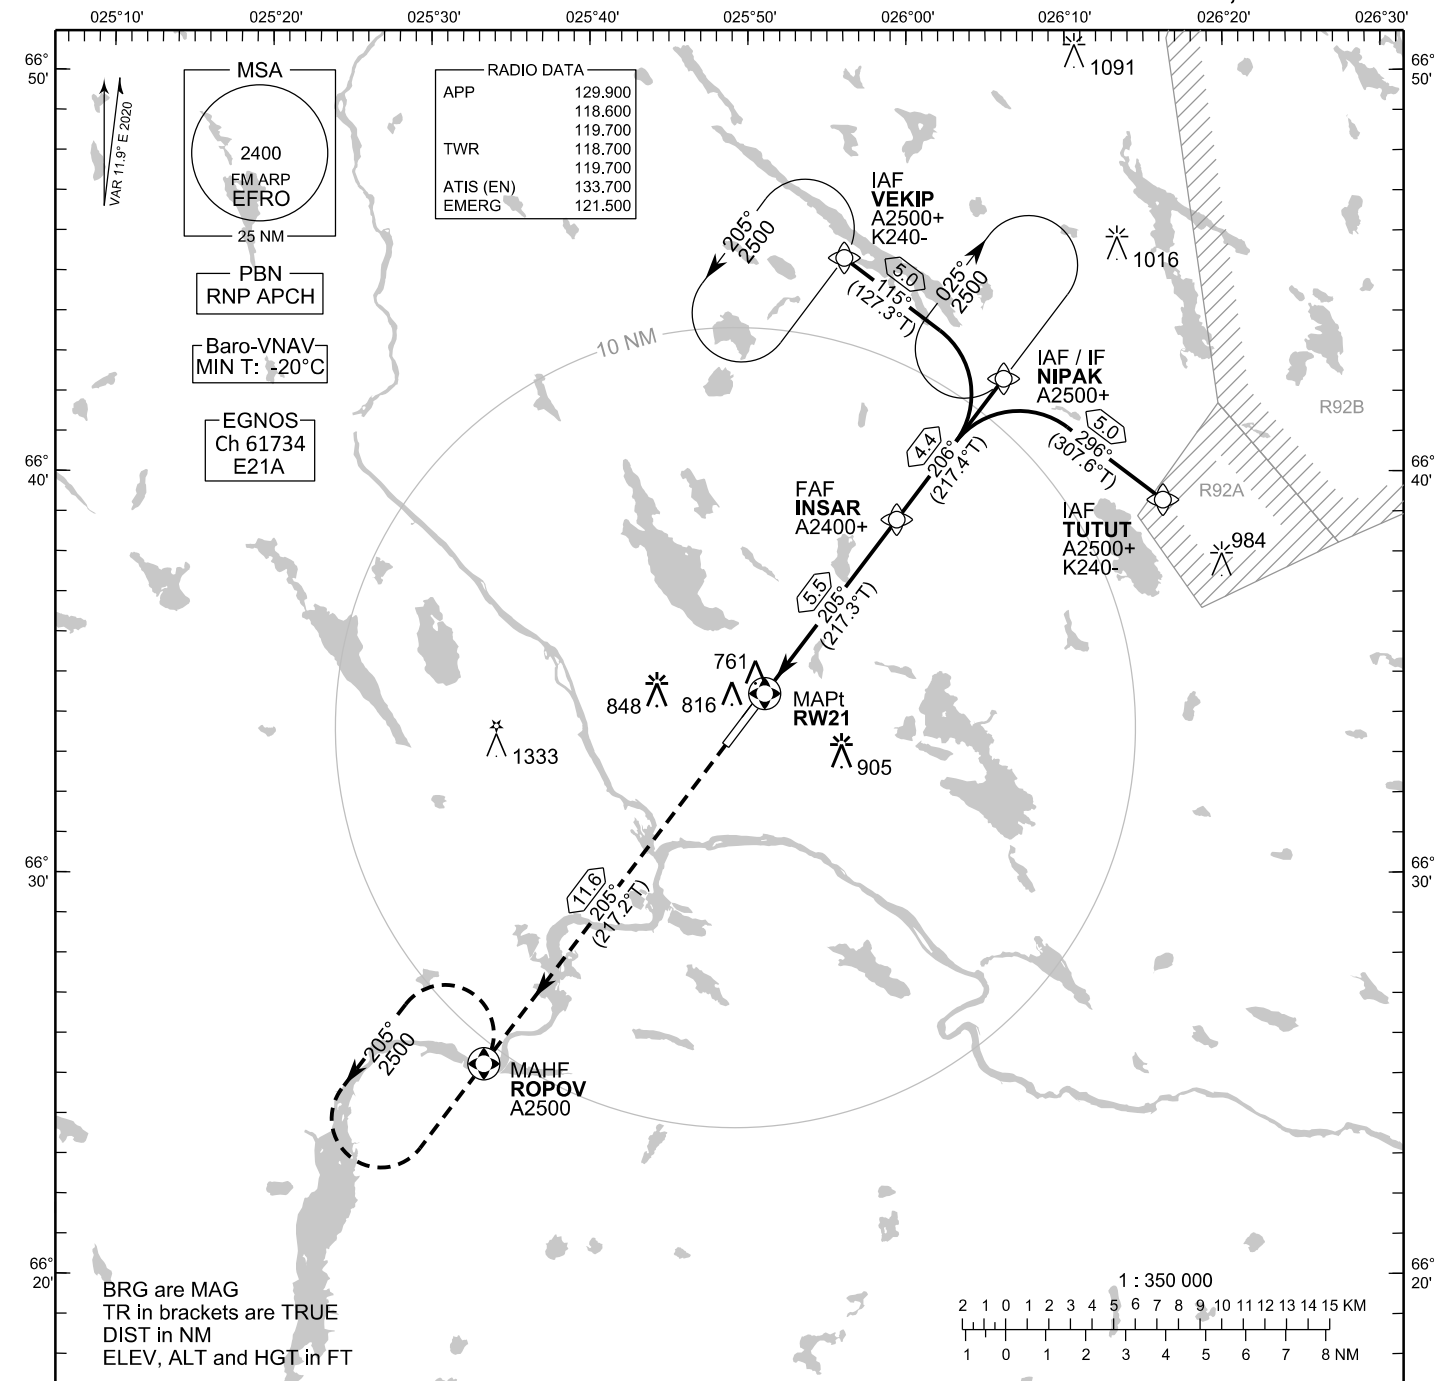 025°10' 025°20' 025°30' 025°40' 025°50' 026°00' 026°10' 026°20' 026°30'
66°
50'
66°
50'
VAR 11.9° E 2020
MSA
2400
FM ARP
EFRO
25 NM
RADIO DATA
APP 129.900
118.600
119.700
TWR 118.700
119.700
ATIS (EN) 133.700
EMERG 121.500
1091
IAF
VEKIP
A2500+
K240-
205°
2500
5.0
115°
(127.3°T)
025°
2500
1016
PBN
RNP APCH
Baro-VNAV
MIN T: -20°C
EGNOS
Ch 61734
E21A
10 NM
IAF / IF
NIPAK
A2500+
R92B
5.0
296°
(307.6°T)
4.4
206°
(217.4°T)
66°
40'
66°
40'
R92A
FAF
INSAR
A2400+
IAF
TUTUT
A2500+
K240-
984
5.5
205°
(217.3°T)
761
848
816
MAPt
RW21
1333
905
66°
30'
66°
30'
11.6
205°
(217.2°T)
205°
2500
MAHF
ROPOV
A2500
66°
20'
66°
20'
BRG are MAG
TR in brackets are TRUE
DIST in NM
ELEV, ALT and HGT in FT
1 : 350 000
2 1 0 1 2 3 4 5 6 7 8 9 10 11 12 13 14 15 KM
1 0 1 2 3 4 5 6 7 8 NM